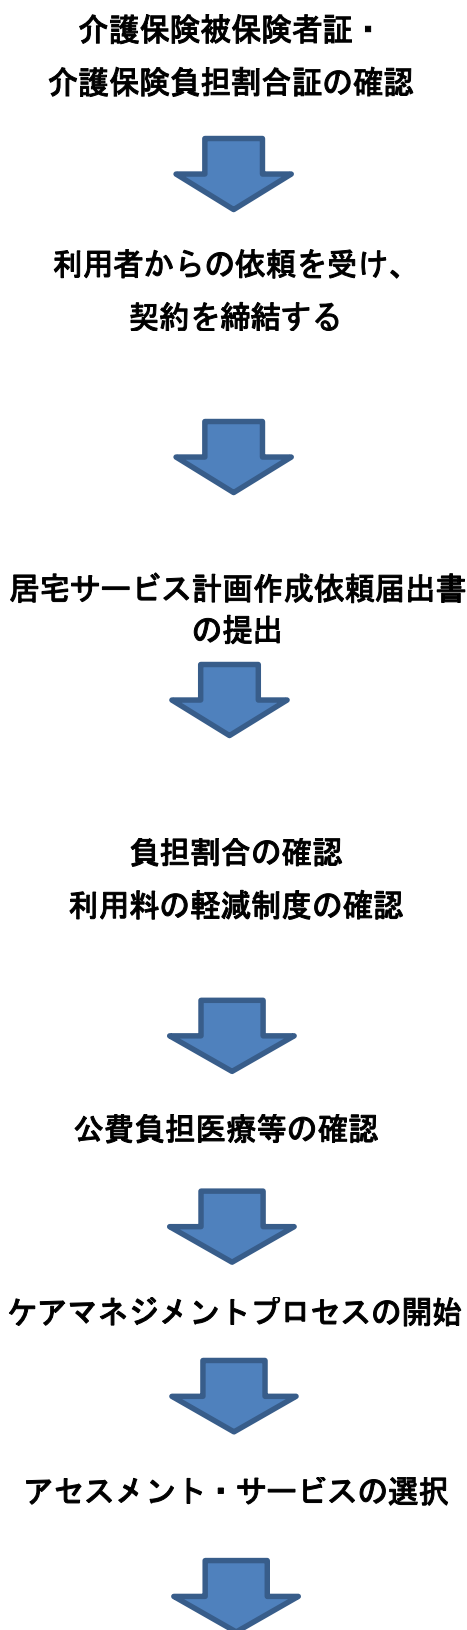 介護保険被保険者証・
介護保険負担割合証の確認
利用者からの依頼を受け、
契約を締結する
居宅サービス計画作成依頼届出書
の提出
負担割合の確認
利用料の軽減制度の確認
公費負担医療等の確認
ケアマネジメントプロセスの開始
アセスメント・サービスの選択